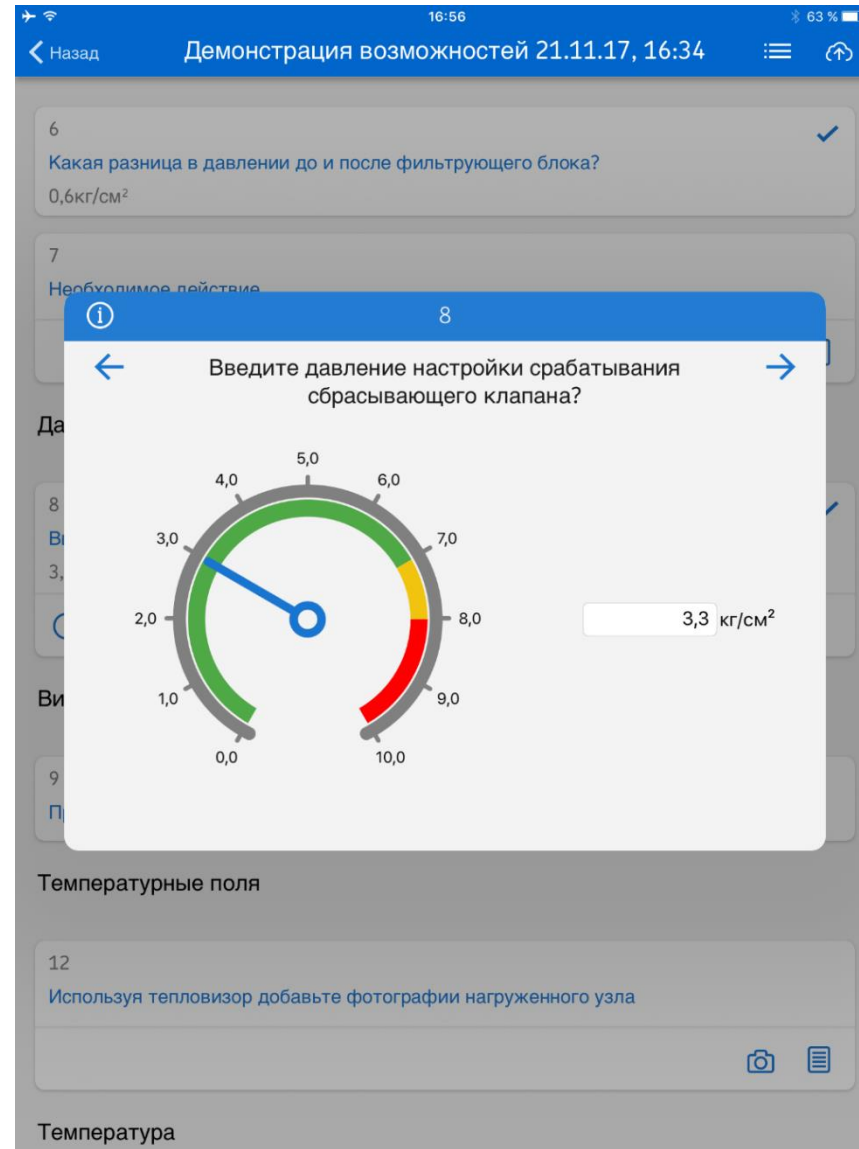 16:56
63 %
Назад
Демонстрация возможностей 21.11.17, 16:34
6
Какая разница в давлении до и после фильтрующего блока?
0,6кг/см²
7
Необходимое действие
8
Введите давление настройки срабатывания
сбрасывающего клапана?
0,0
1,0
2,0
3,0
4,0
5,0
6,0
7,0
8,0
9,0
10,0
3,3 кг/см²
8
9
Температурные поля
12
Используя тепловизор добавьте фотографии нагруженного узла
Температура